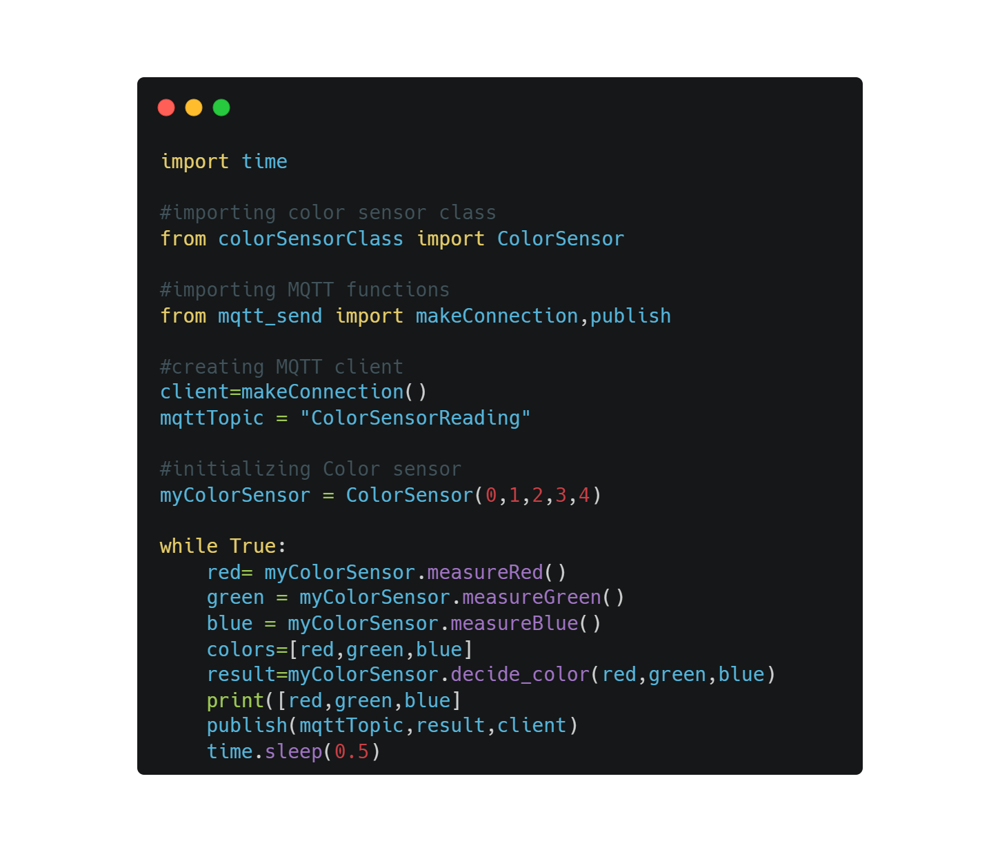 import time
#importing color sensor class
from colorSensorClass import ColorSensor
#importing MQTT functions
from mqtt_send import makeConnection,publish
#creating MQTT client
client=makeConnection()
mqttTopic = "ColorSensorReading"
#initializing Color sensor
myColorSensor = ColorSensor(0,1,2,3,4)
while True:
    red= myColorSensor.measureRed()
    green = myColorSensor.measureGreen()
    blue = myColorSensor.measureBlue()
    colors=[red,green,blue]
    result=myColorSensor.decide_color(red,green,blue)
    print([red,green,blue]
    publish(mqttTopic,result,client)
    time.sleep(0.5)